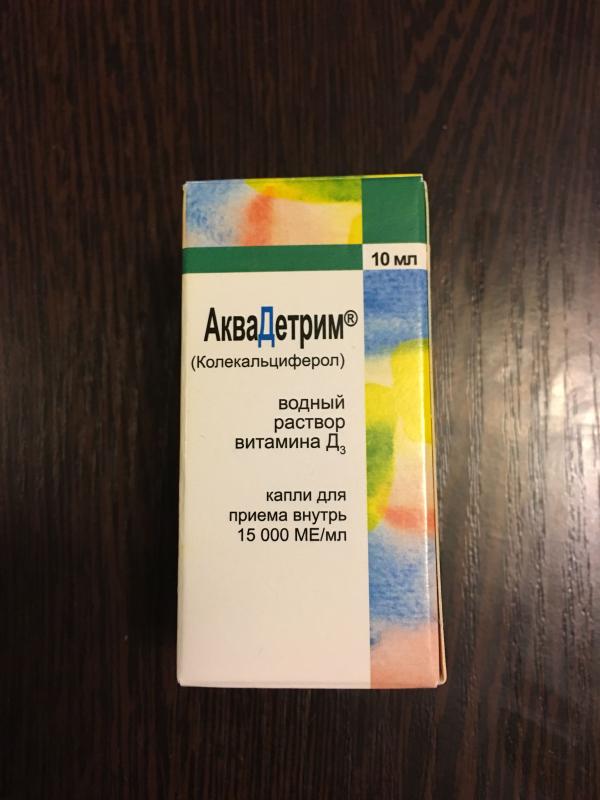 10 мл
АкваДетрим®
(Колекальциферол)
водный
раствор
витамина Д₃
капли для
приема внутрь
15 000 МЕ/мл